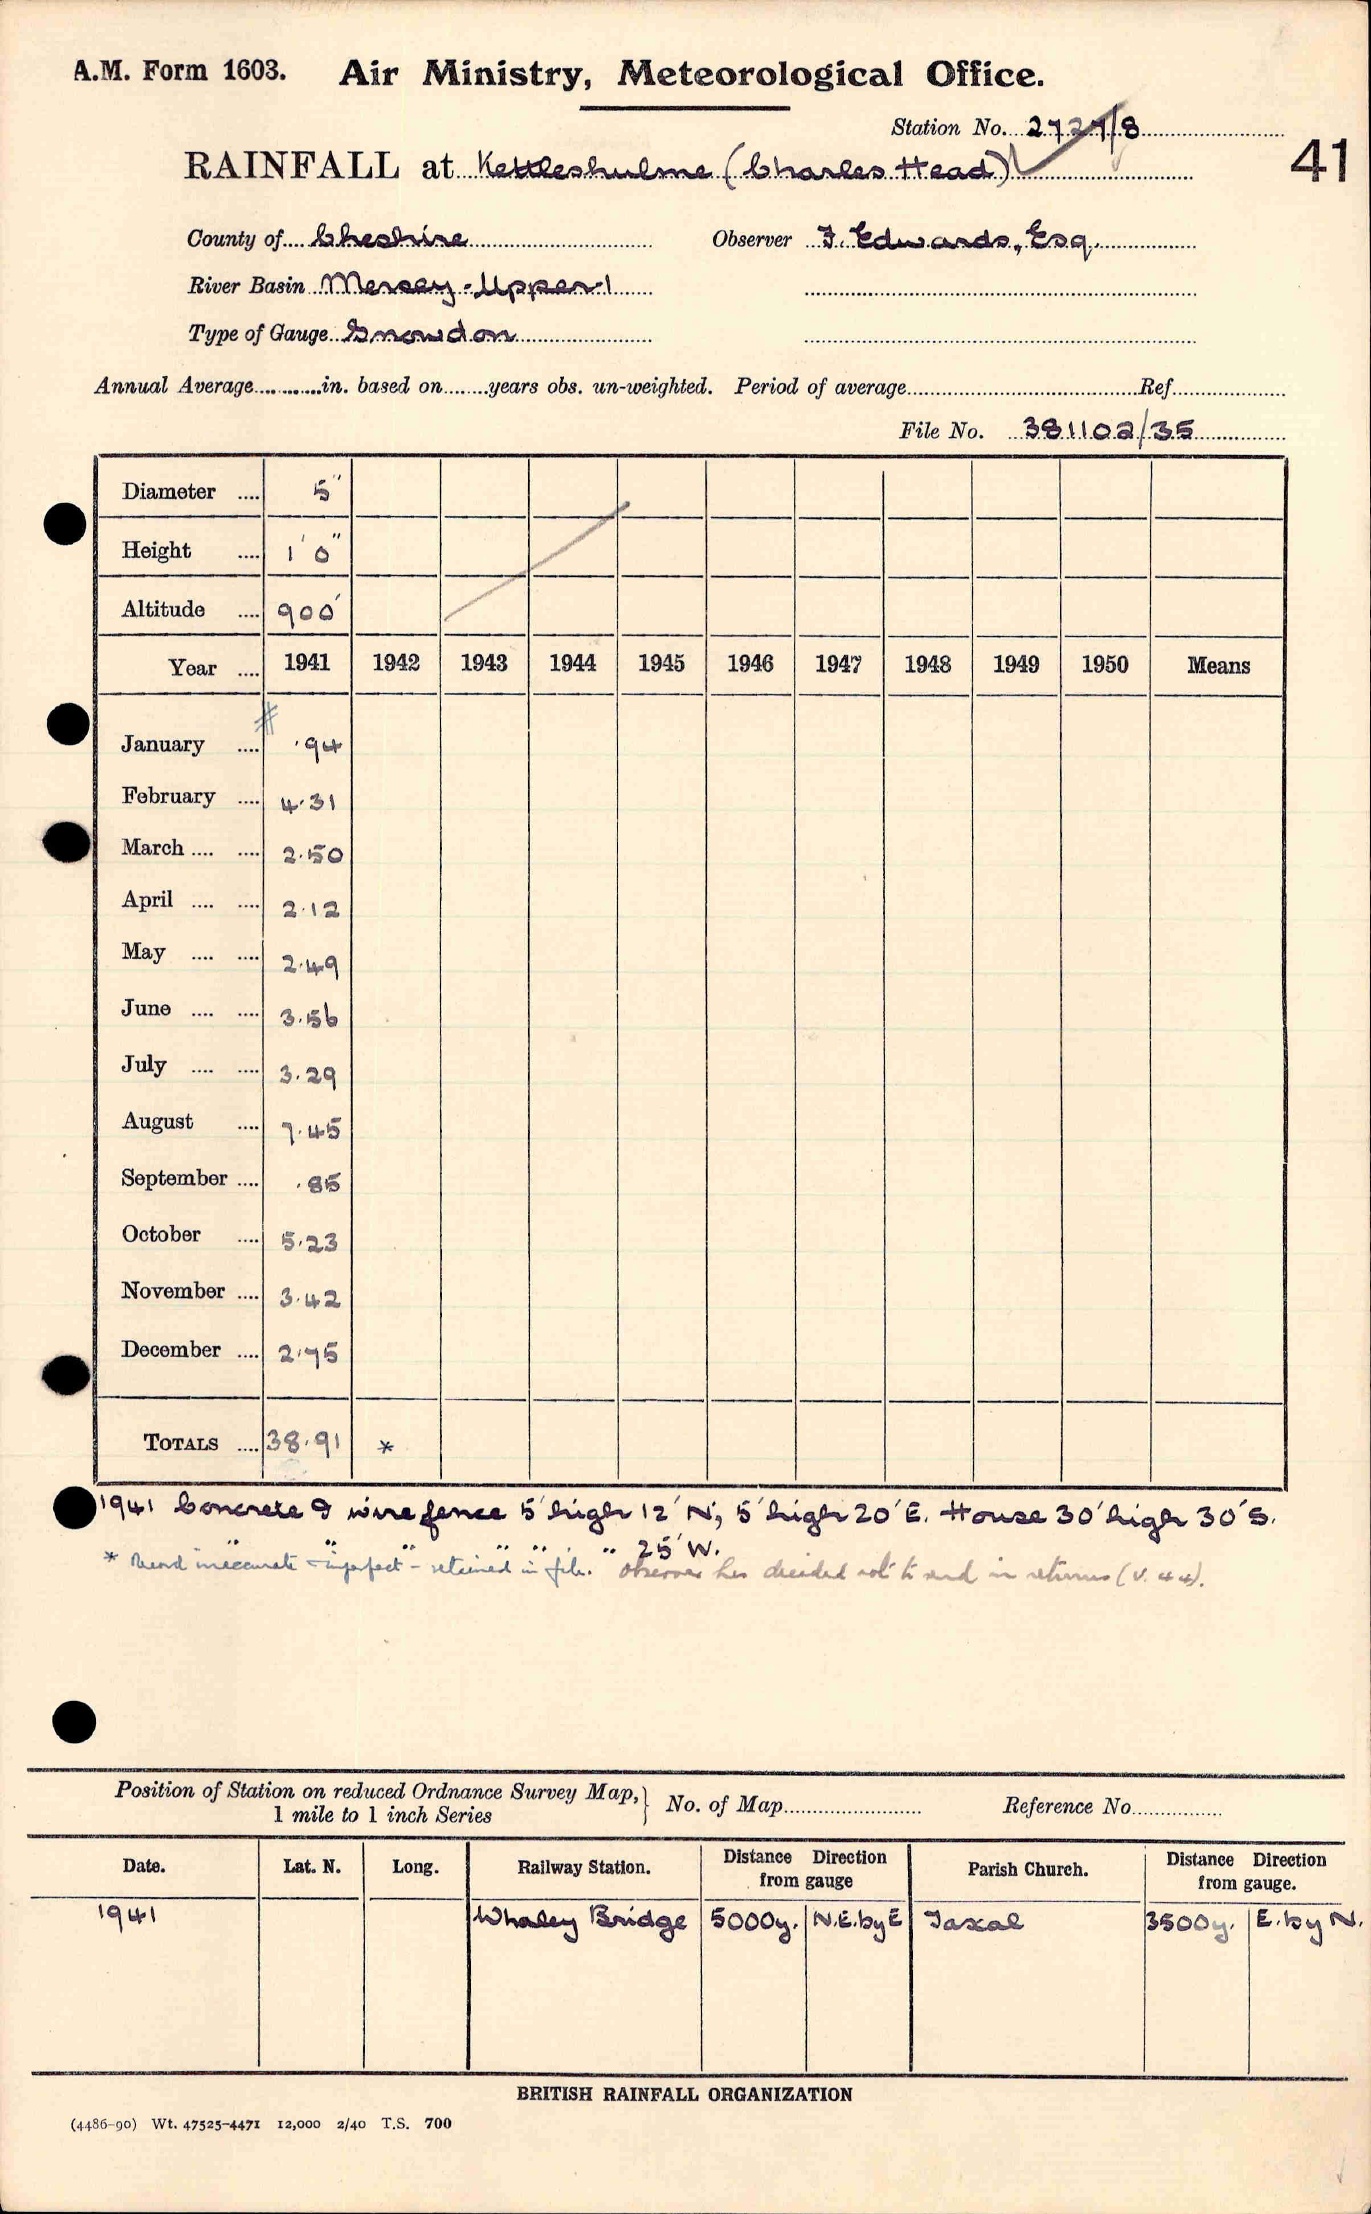 A.M. Form 1603. Air Ministry, Meteorological Office.
Station No. 2727/8
41
RAINFALL at Kettleshulme (Charles Head)
County of Cheshire Observer F. Edwards, Esq.
River Basin Mersey - Upper - 1
Type of Gauge Snowdon
Annual Average in. based on years obs. un-weighted. Period of average Ref
File No. 381102/35
Diameter .... 5"
Height .... 1' 0"
Altitude .... 900'
Year .... 1941 1942 1943 1944 1945 1946 1947 1948 1949 1950 Means
#
January .... ·94
February .... 4·31
March .... .... 2·50
April .... .... 2·12
May .... .... 2·49
June .... .... 3·56
July .... .... 3·29
August .... 7·45
September .... ·85
October .... 5·23
November .... 3·42
December .... 2·75
TOTALS .... 38·91 *
1941 Concrete & wire fence 5' high 12' N, 5' high 20' E. House 30' high 30' S.
" " " " " " 25' W.
* Record inaccurate & imperfect - retained in file. Observer has decided not to send in returns (V. 44).
Position of Station on reduced Ordnance Survey Map, } No. of Map Reference No.
1 mile to 1 inch Series
Date. Lat. N. Long. Railway Station. Distance Direction from gauge Parish Church. Distance Direction from gauge.
1941 Whaley Bridge 5000y. N.E. by E Taxal 3500y. E. by N.
BRITISH RAINFALL ORGANIZATION
(4486-90) Wt. 47525-4471 12,000 2/40 T.S. 700